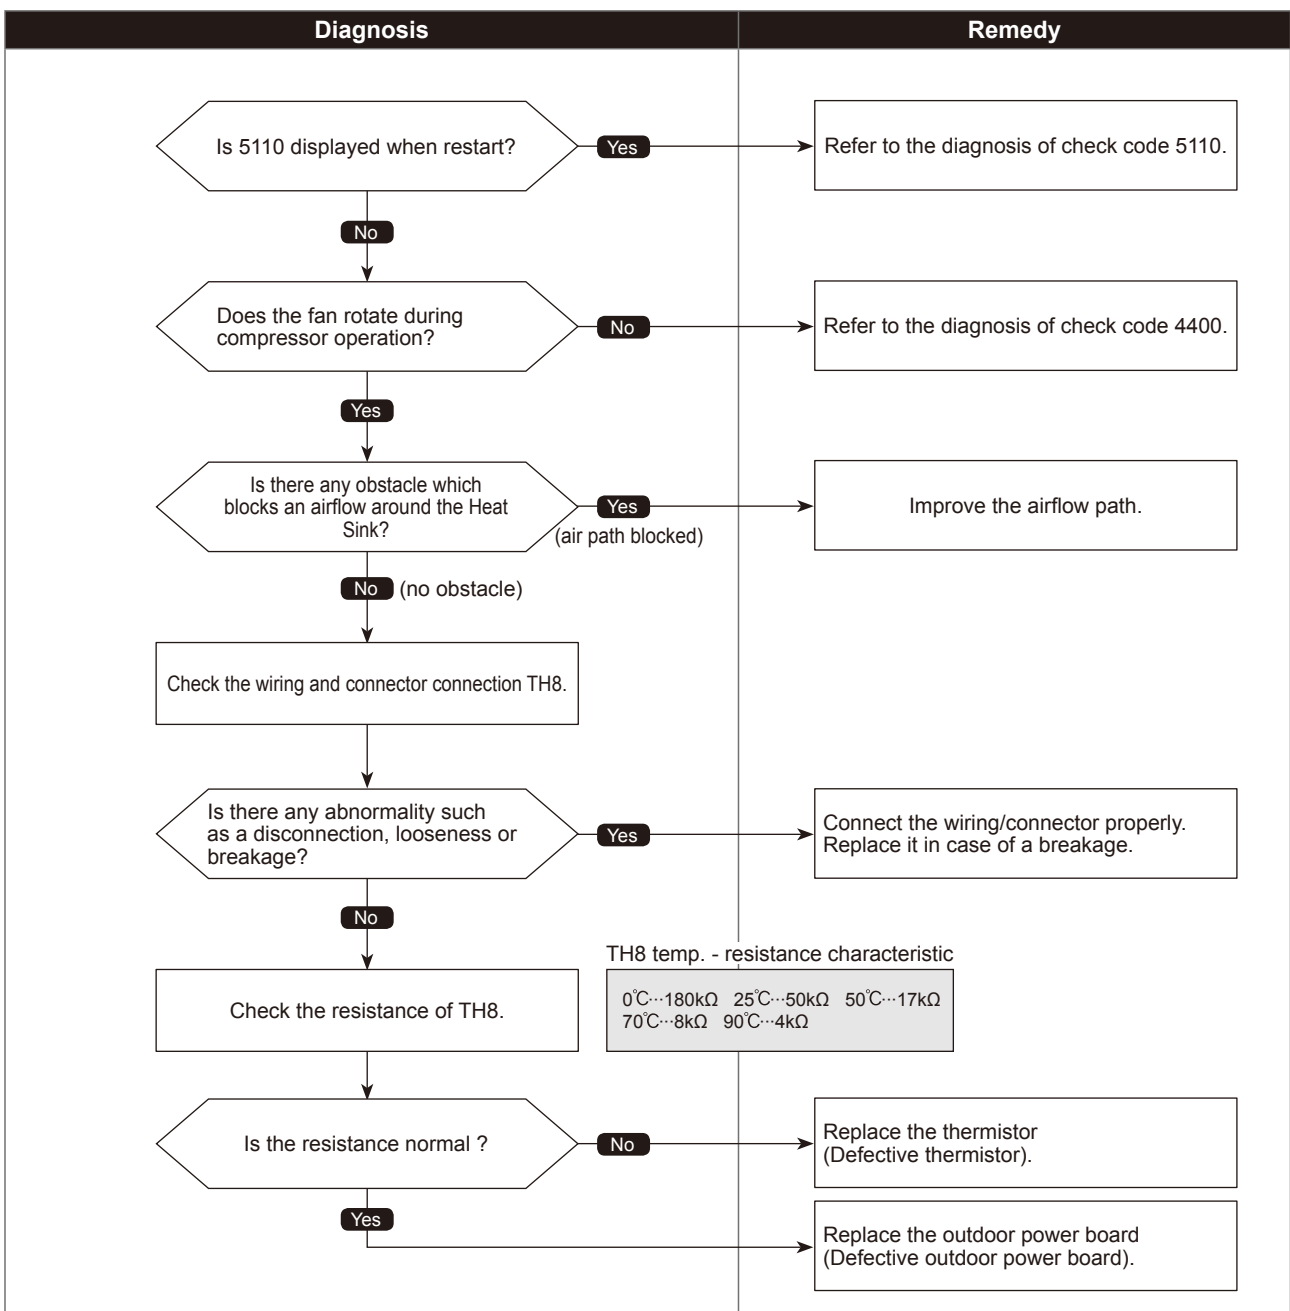 Diagnosis
Remedy
Is 5110 displayed when restart?
Yes
Refer to the diagnosis of check code 5110.
No
Does the fan rotate during
compressor operation?
No
Refer to the diagnosis of check code 4400.
Yes
Is there any obstacle which
blocks an airflow around the Heat
Sink?
Yes
(air path blocked)
Improve the airflow path.
No (no obstacle)
Check the wiring and connector connection TH8.
Is there any abnormality such
as a disconnection, looseness or
breakage?
Yes
Connect the wiring/connector properly.
Replace it in case of a breakage.
No
TH8 temp. - resistance characteristic
0℃···180kΩ 25℃···50kΩ 50℃···17kΩ
70℃···8kΩ 90℃···4kΩ
Check the resistance of TH8.
Is the resistance normal ?
No
Replace the thermistor
(Defective thermistor).
Yes
Replace the outdoor power board
(Defective outdoor power board).